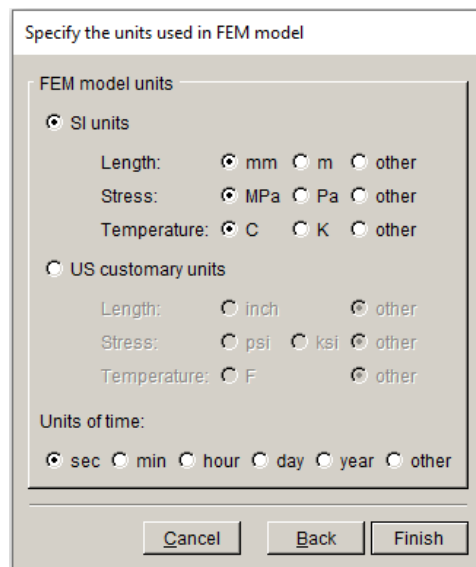 Specify the units used in FEM model
FEM model units
SI units
Length: mm m other
Stress: MPa Pa other
Temperature: C K other
US customary units
Length: inch other
Stress: psi ksi other
Temperature: F other
Units of time:
sec min hour day year other
Cancel Back Finish